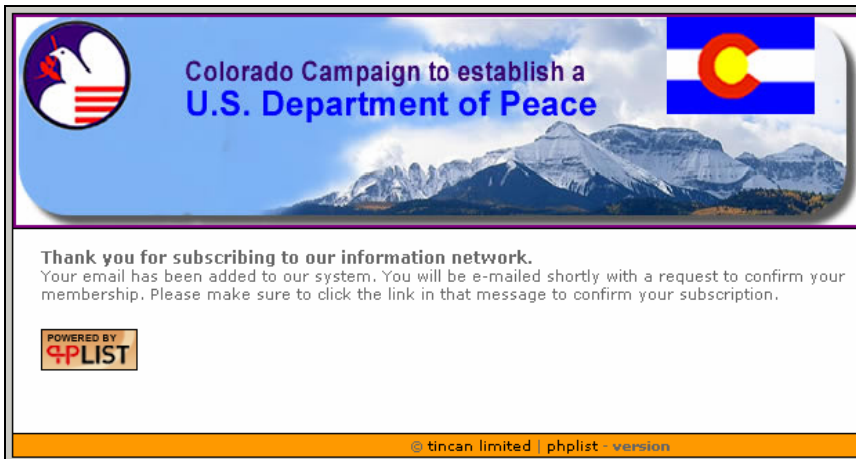 Colorado Campaign to establish a
U.S. Department of Peace
Thank you for subscribing to our information network.
Your email has been added to our system. You will be e-mailed shortly with a request to confirm your
membership. Please make sure to click the link in that message to confirm your subscription.
POWERED BY
PHPLIST
© tincan limited | phplist - version